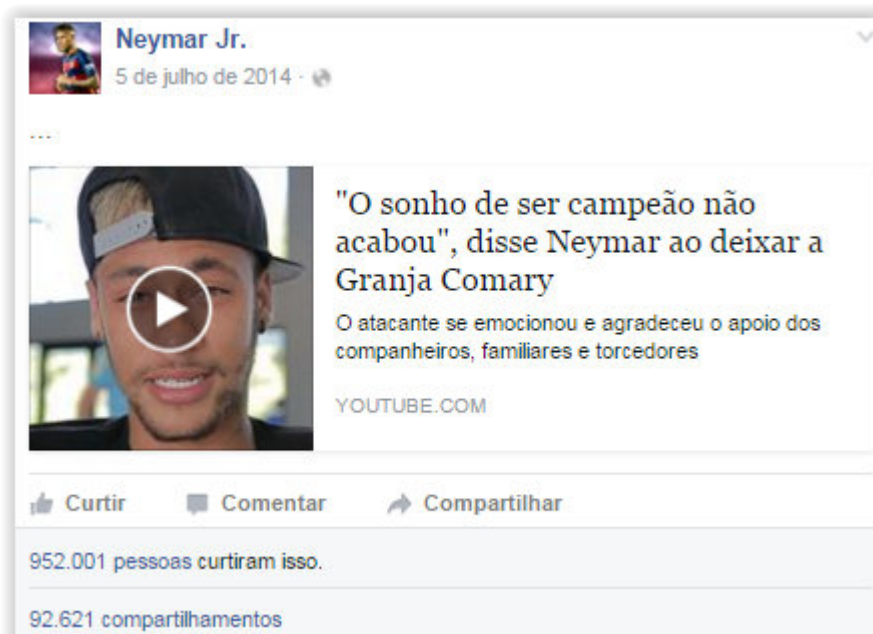 Neymar Jr.
5 de julho de 2014 ·
...
"O sonho de ser campeão não
acabou", disse Neymar ao deixar a
Granja Comary
O atacante se emocionou e agradeceu o apoio dos
companheiros, familiares e torcedores
YOUTUBE.COM
Curtir Comentar Compartilhar
952.001 pessoas curtiram isso.
92.621 compartilhamentos